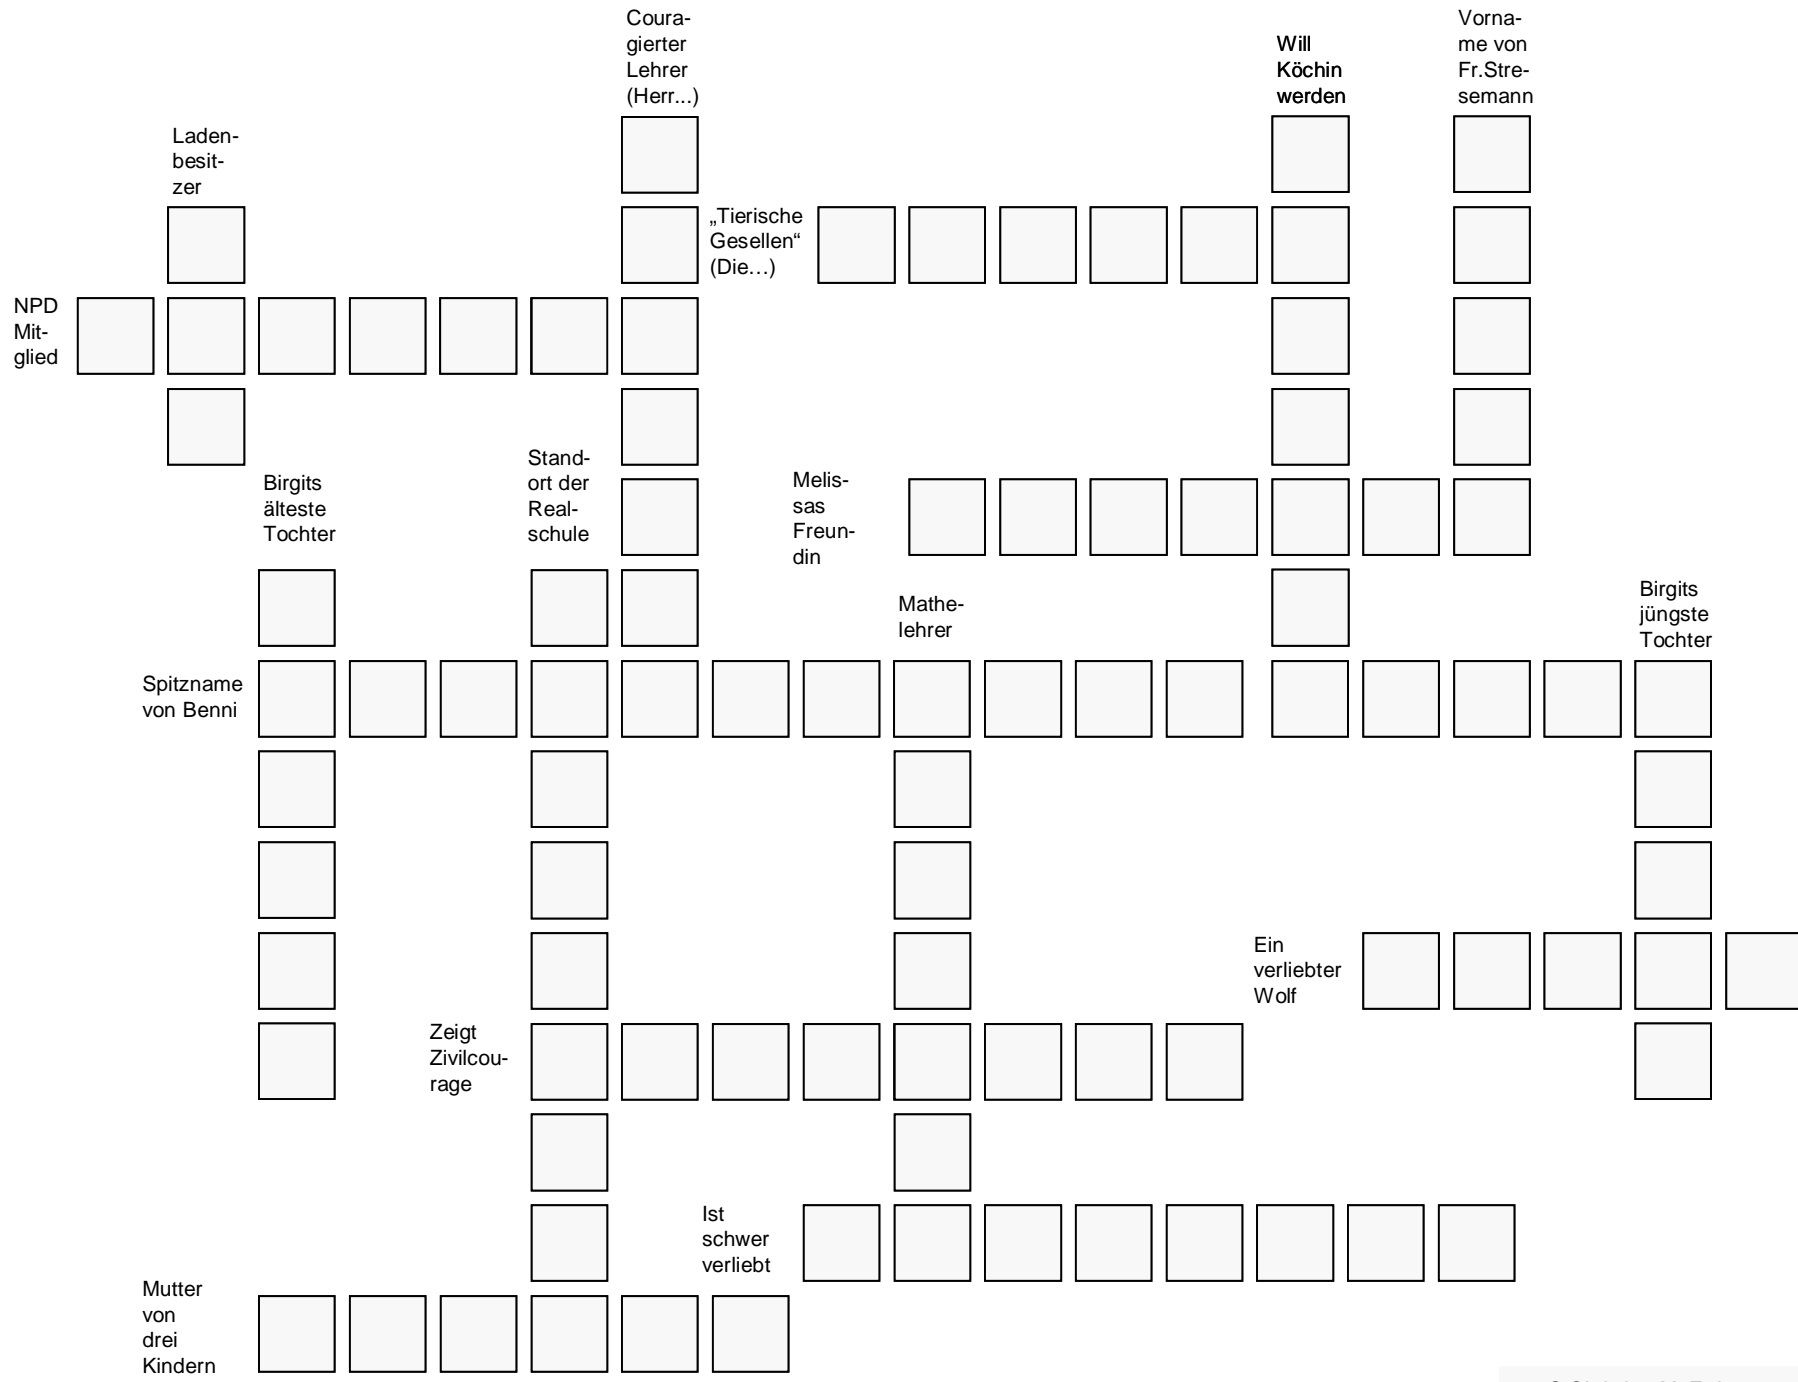 Coura-
gierter
Lehrer
(Herr...)
Will
Köchin
werden
Vorna-
me von
Fr.Stre-
semann
Laden-
besit-
zer
„Tierische
Gesellen“
(Die…)
NPD
Mit-
glied
Birgits
älteste
Tochter
Stand-
ort der
Real-
schule
Melis-
sas
Freun-
din
Mathe-
lehrer
Birgits
jüngste
Tochter
Spitzname
von Benni
Ein
verliebter
Wolf
Zeigt
Zivilcou-
rage
Ist
schwer
verliebt
Mutter
von
drei
Kindern